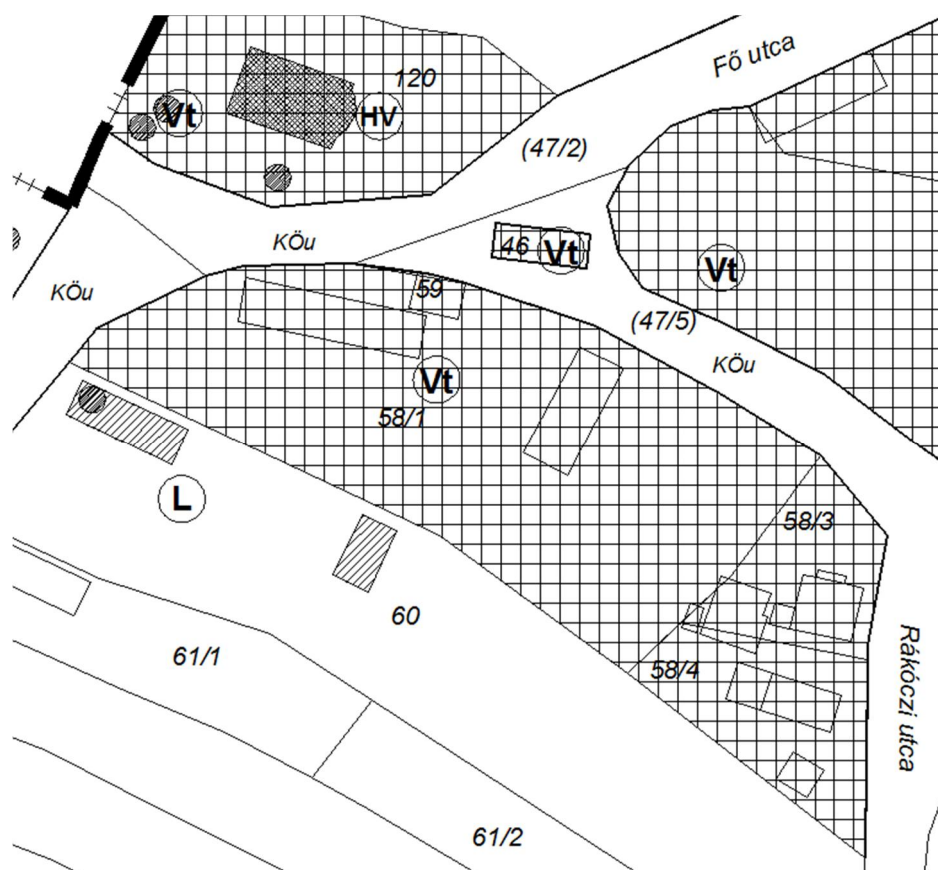 Fő utca
120
Vt
HV
(47/2)
KÖu
46
Vt
Vt
KÖu
59
(47/5)
KÖu
Vt
58/1
L
58/3
60
61/1
58/4
Rákóczi utca
61/2